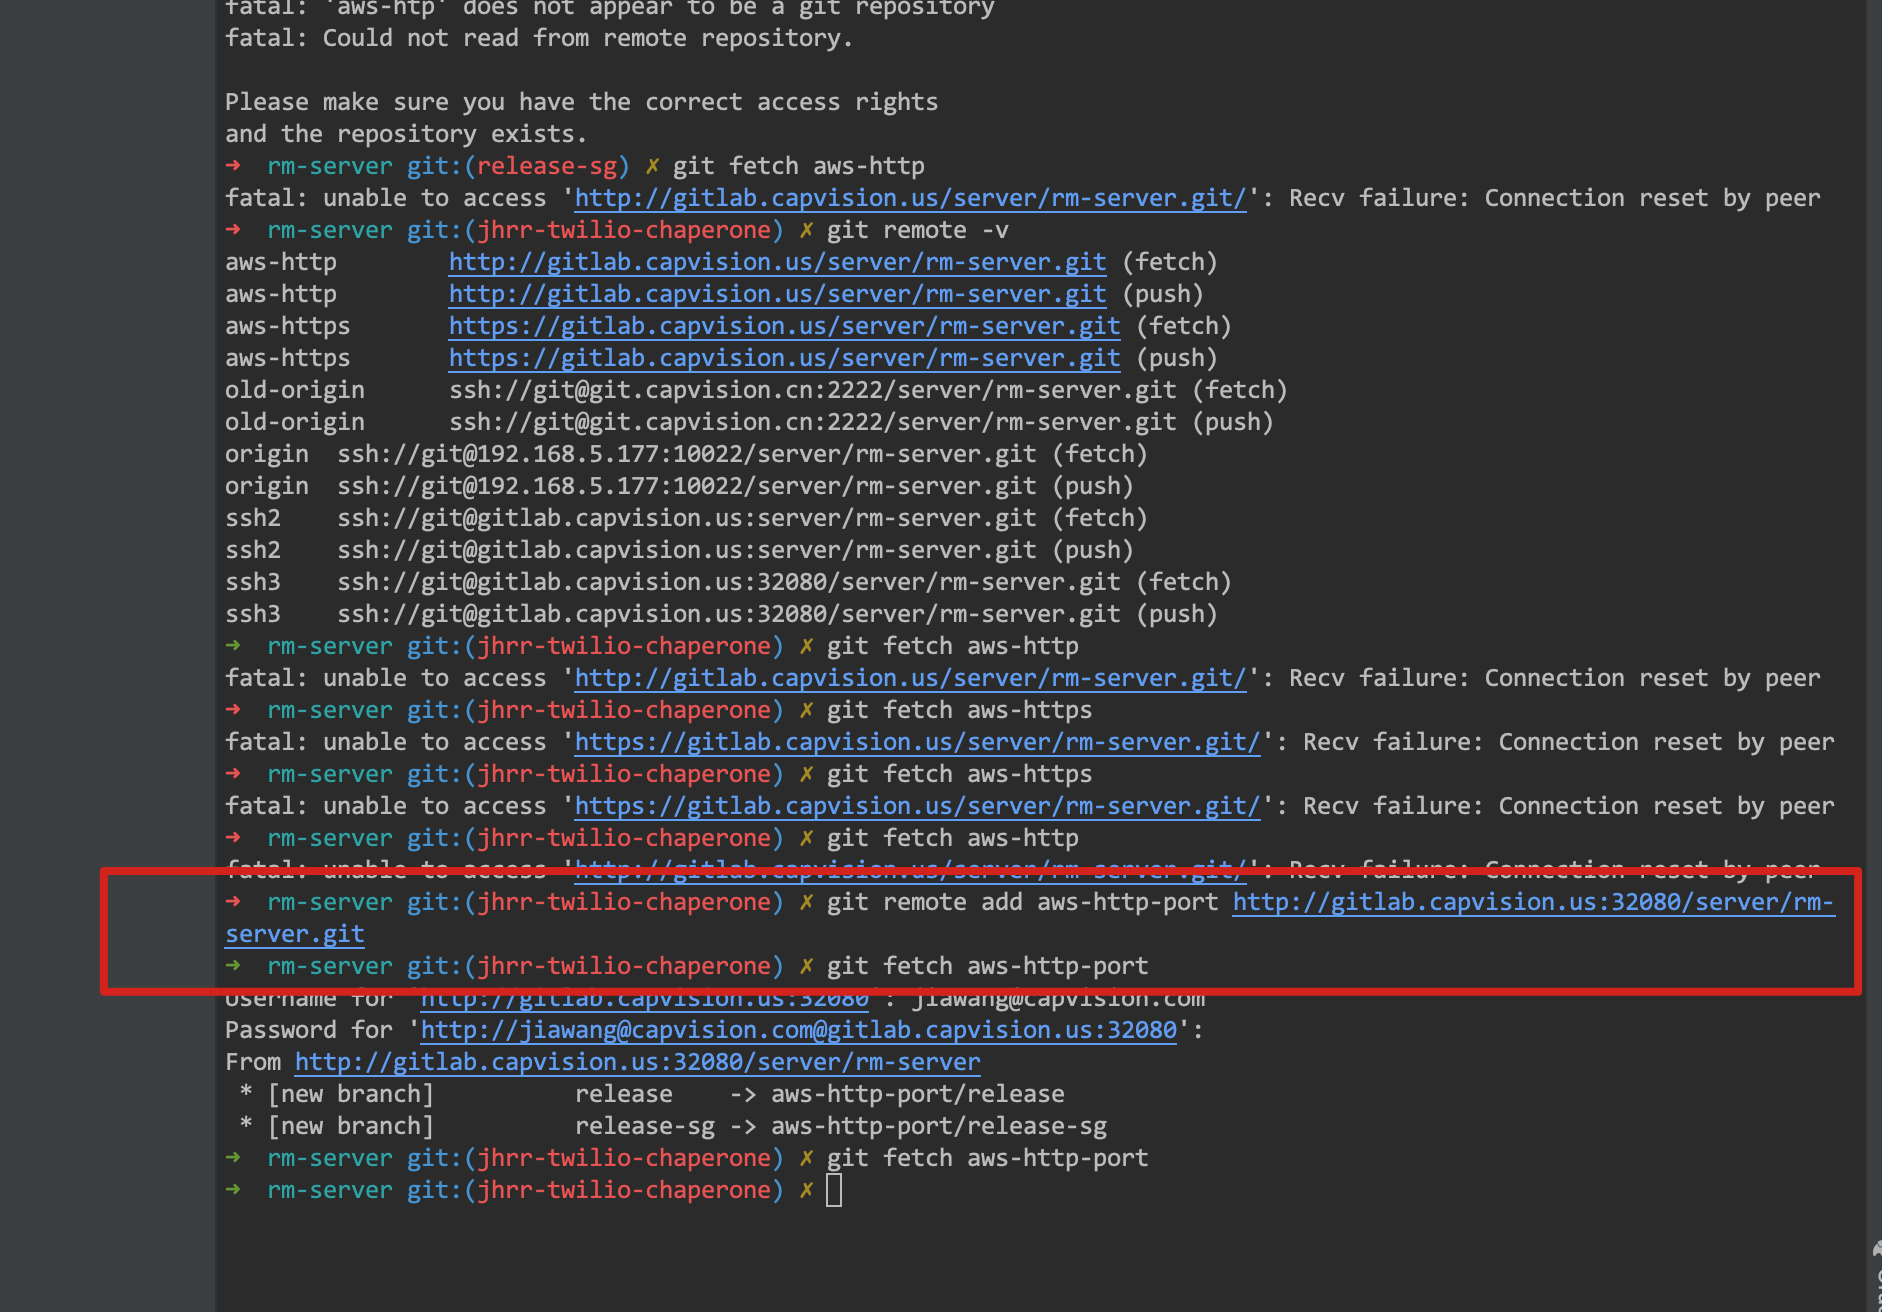 fatal: 'aws-htp' does not appear to be a git repository
fatal: Could not read from remote repository.
Please make sure you have the correct access rights
and the repository exists.
➜  rm-server git:(release-sg) ✗ git fetch aws-http
fatal: unable to access 'http://gitlab.capvision.us/server/rm-server.git/': Recv failure: Connection reset by peer
➜  rm-server git:(jhrr-twilio-chaperone) ✗ git remote -v
aws-http        http://gitlab.capvision.us/server/rm-server.git (fetch)
aws-http        http://gitlab.capvision.us/server/rm-server.git (push)
aws-https       https://gitlab.capvision.us/server/rm-server.git (fetch)
aws-https       https://gitlab.capvision.us/server/rm-server.git (push)
old-origin      ssh://git@git.capvision.cn:2222/server/rm-server.git (fetch)
old-origin      ssh://git@git.capvision.cn:2222/server/rm-server.git (push)
origin  ssh://git@192.168.5.177:10022/server/rm-server.git (fetch)
origin  ssh://git@192.168.5.177:10022/server/rm-server.git (push)
ssh2    ssh://git@gitlab.capvision.us:server/rm-server.git (fetch)
ssh2    ssh://git@gitlab.capvision.us:server/rm-server.git (push)
ssh3    ssh://git@gitlab.capvision.us:32080/server/rm-server.git (fetch)
ssh3    ssh://git@gitlab.capvision.us:32080/server/rm-server.git (push)
➜  rm-server git:(jhrr-twilio-chaperone) ✗ git fetch aws-http
fatal: unable to access 'http://gitlab.capvision.us/server/rm-server.git/': Recv failure: Connection reset by peer
➜  rm-server git:(jhrr-twilio-chaperone) ✗ git fetch aws-https
fatal: unable to access 'https://gitlab.capvision.us/server/rm-server.git/': Recv failure: Connection reset by peer
➜  rm-server git:(jhrr-twilio-chaperone) ✗ git fetch aws-https
fatal: unable to access 'https://gitlab.capvision.us/server/rm-server.git/': Recv failure: Connection reset by peer
➜  rm-server git:(jhrr-twilio-chaperone) ✗ git fetch aws-http
fatal: unable to access 'http://gitlab.capvision.us/server/rm-server.git/': Recv failure: Connection reset by peer
➜  rm-server git:(jhrr-twilio-chaperone) ✗ git remote add aws-http-port http://gitlab.capvision.us:32080/server/rm-
server.git
➜  rm-server git:(jhrr-twilio-chaperone) ✗ git fetch aws-http-port
Username for 'http://gitlab.capvision.us:32080': jiawang@capvision.com
Password for 'http://jiawang@capvision.com@gitlab.capvision.us:32080':
From http://gitlab.capvision.us:32080/server/rm-server
 * [new branch]          release    -> aws-http-port/release
 * [new branch]          release-sg -> aws-http-port/release-sg
➜  rm-server git:(jhrr-twilio-chaperone) ✗ git fetch aws-http-port
➜  rm-server git:(jhrr-twilio-chaperone) ✗